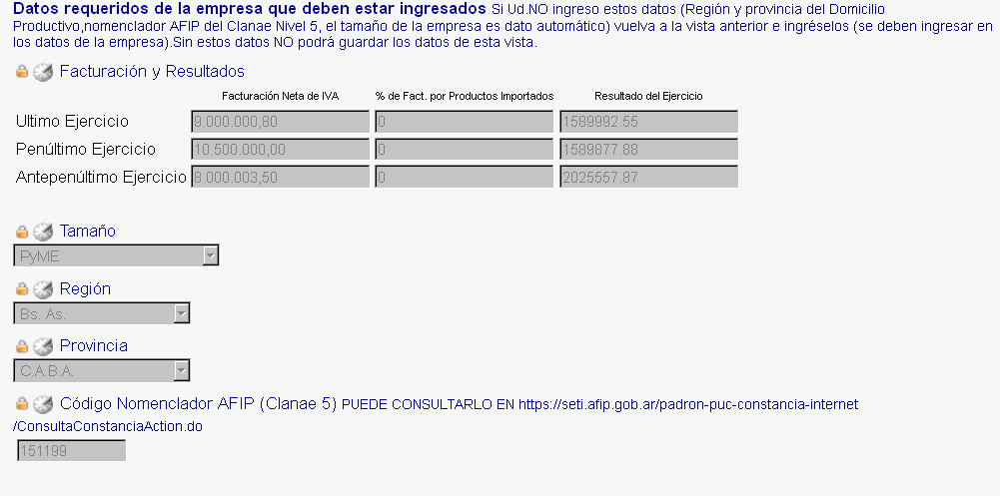 Datos requeridos de la empresa que deben estar ingresados Si Ud.NO ingreso estos datos (Región y provincia del Domicilio
Productivo,nomenclador AFIP del Clanae Nivel 5, el tamaño de la empresa es dato automático) vuelva a la vista anterior e ingréselos (se deben ingresar en
los datos de la empresa).Sin estos datos NO podrá guardar los datos de esta vista.
Facturación y Resultados
Facturación Neta de IVA % de Fact. por Productos Importados Resultado del Ejercicio
Ultimo Ejercicio 9.000.000,80 0 1589992.55
Penúltimo Ejercicio 10.500.000,00 0 1589877.88
Antepenúltimo Ejercicio 8.000.003,50 0 2025557.87
Tamaño
PyME
Región
Bs. As.
Provincia
C.A.B.A.
Código Nomenclador AFIP (Clanae 5) PUEDE CONSULTARLO EN https://seti.afip.gob.ar/padron-puc-constancia-internet
/ConsultaConstanciaAction.do
151199